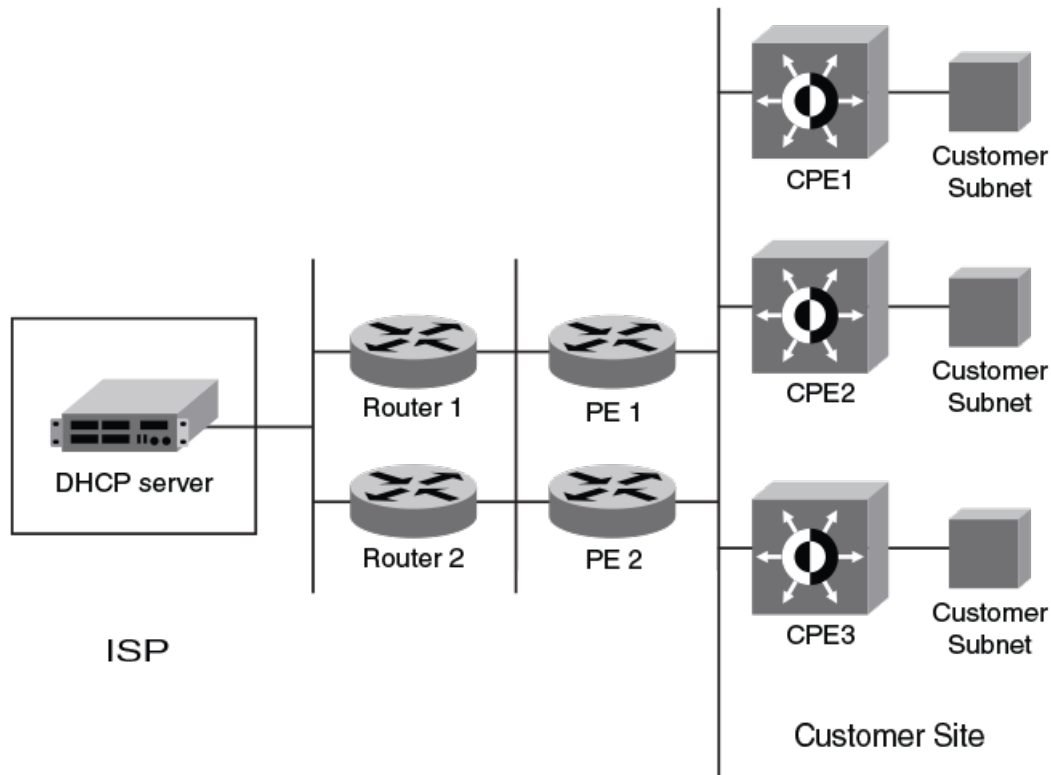 CPE1
Customer
Subnet
CPE2
Customer
Subnet
Router 1
PE 1
DHCP server
Router 2
PE 2
CPE3
Customer
Subnet
ISP
Customer Site